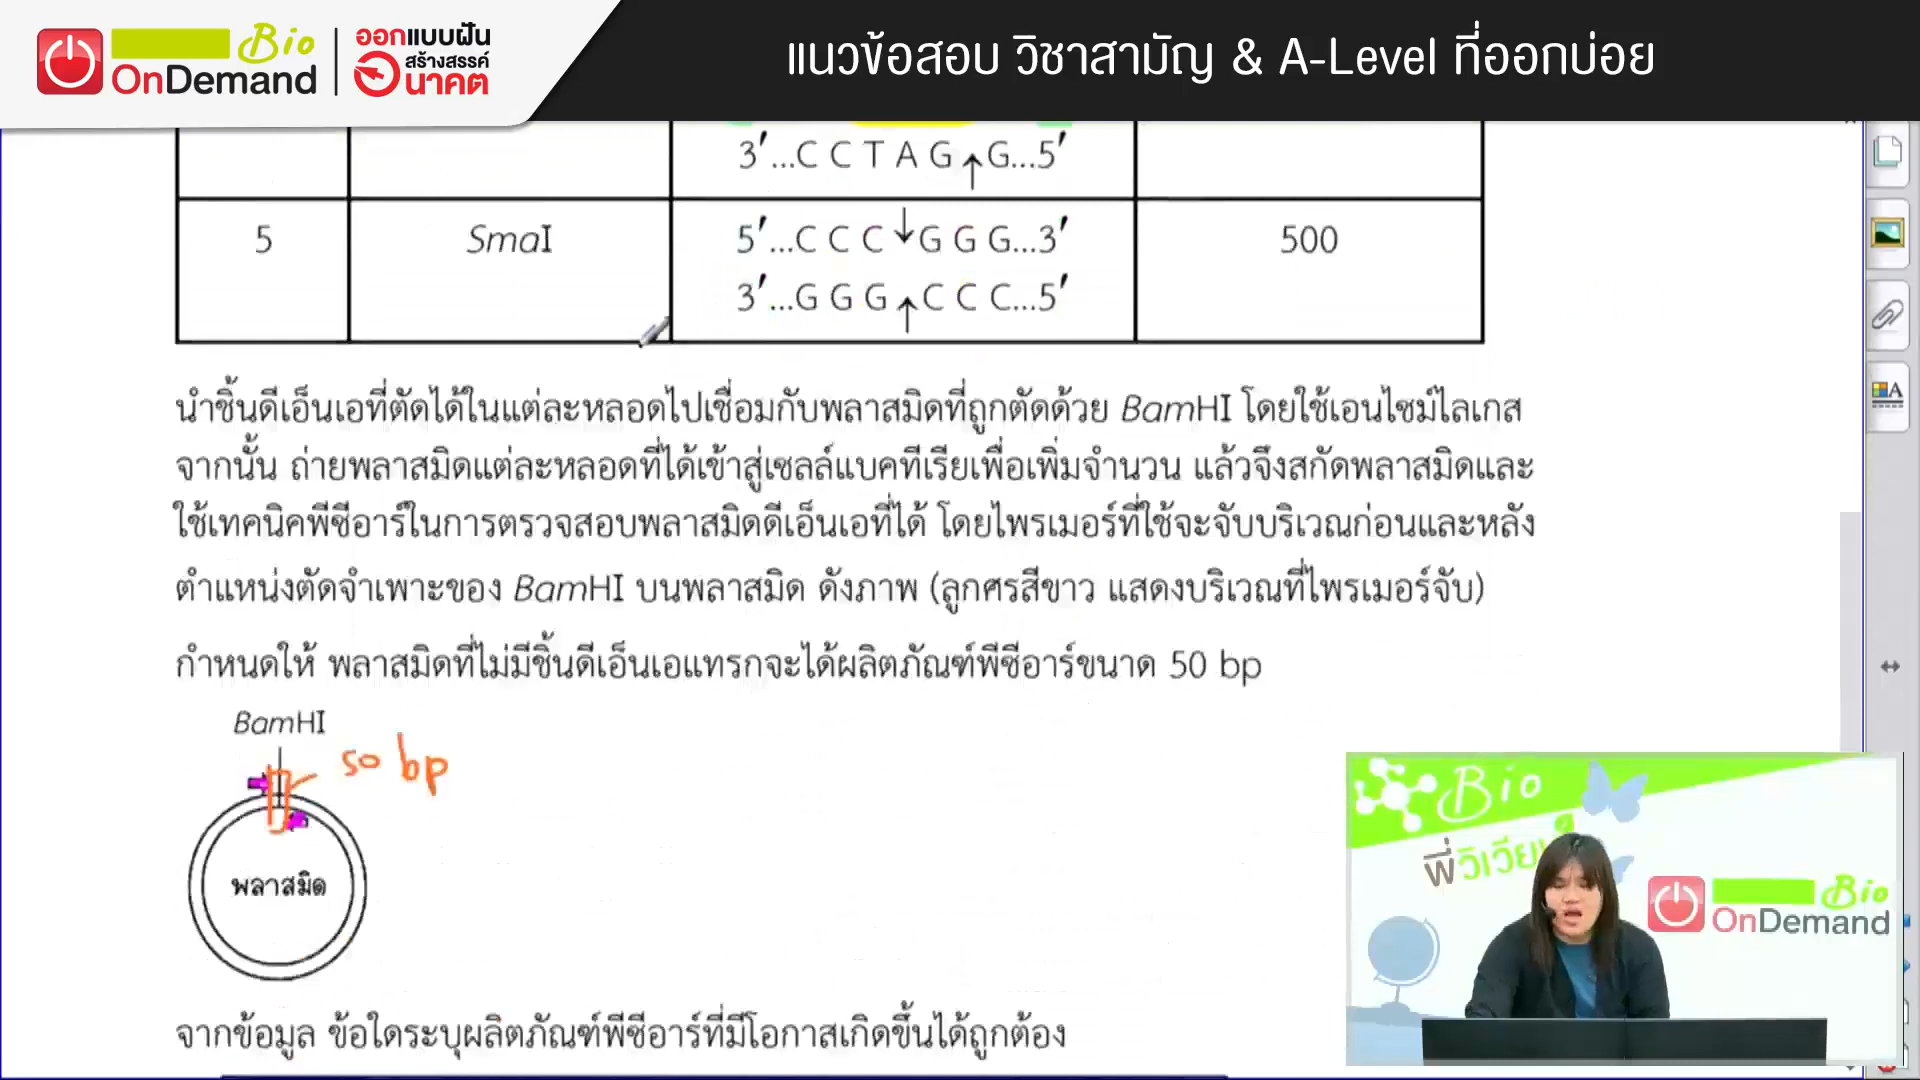 Bio
OnDemand
ออกแบบฝัน
สร้างสรรค์
อนาคต
แนวข้อสอบ วิชาสามัญ & A-Level ที่ออกบ่อย
3′...C C T A G↑G...5′
5
SmaI
5′...C C C↓G G G...3′
3′...G G G↑C C C...5′
500
นำชิ้นดีเอ็นเอที่ตัดได้ในแต่ละหลอดไปเชื่อมกับพลาสมิดที่ถูกตัดด้วย BamHI โดยใช้เอนไซม์ไลเกส
จากนั้น ถ่ายพลาสมิดแต่ละหลอดที่ได้เข้าสู่เซลล์แบคทีเรียเพื่อเพิ่มจำนวน แล้วจึงสกัดพลาสมิดและ
ใช้เทคนิคพีซีอาร์ในการตรวจสอบพลาสมิดดีเอ็นเอที่ได้ โดยไพรเมอร์ที่ใช้จะจับบริเวณก่อนและหลัง
ตำแหน่งตัดจำเพาะของ BamHI บนพลาสมิด ดังภาพ (ลูกศรสีขาว แสดงบริเวณที่ไพรเมอร์จับ)
กำหนดให้ พลาสมิดที่ไม่มีชิ้นดีเอ็นเอแทรกจะได้ผลิตภัณฑ์พีซีอาร์ขนาด 50 bp
BamHI
50 bp
พลาสมิด
จากข้อมูล ข้อใดระบุผลิตภัณฑ์พีซีอาร์ที่มีโอกาสเกิดขึ้นได้ถูกต้อง
Bio
พี่วิเวียน
Bio
OnDemand